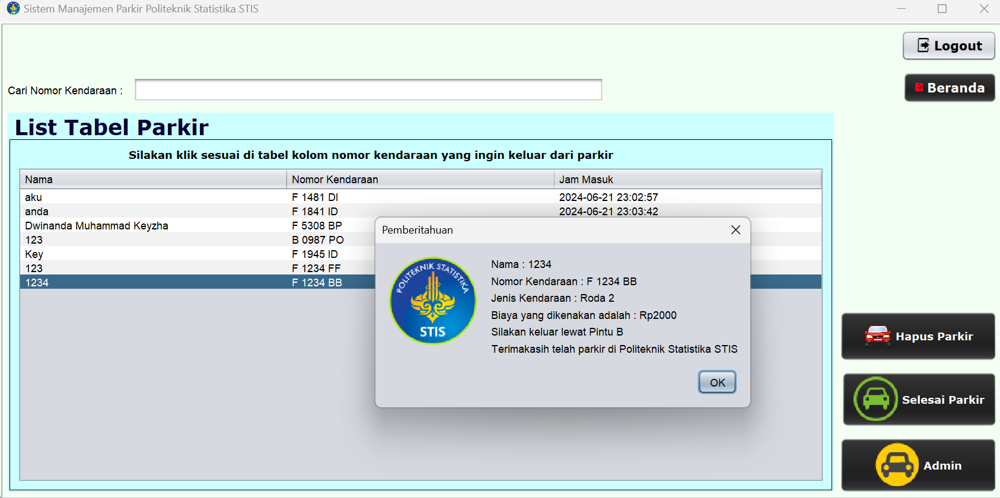 Sistem Manajemen Parkir Politeknik Statistika STIS
Logout
Cari Nomor Kendaraan :
Beranda
List Tabel Parkir
Silakan klik sesuai di tabel kolom nomor kendaraan yang ingin keluar dari parkir
Nama Nomor Kendaraan Jam Masuk
aku F 1481 DI 2024-06-21 23:02:57
anda F 1841 ID 2024-06-21 23:03:42
Dwinanda Muhammad Keyzha F 5308 BP
123 B 0987 PO
Key F 1945 ID
123 F 1234 FF
1234 F 1234 BB
Pemberitahuan
POLITEKNIK STATISTIKA
STIS
Nama : 1234
Nomor Kendaraan : F 1234 BB
Jenis Kendaraan : Roda 2
Biaya yang dikenakan adalah : Rp2000
Silakan keluar lewat Pintu B
Terimakasih telah parkir di Politeknik Statistika STIS
OK
Hapus Parkir
Selesai Parkir
Admin